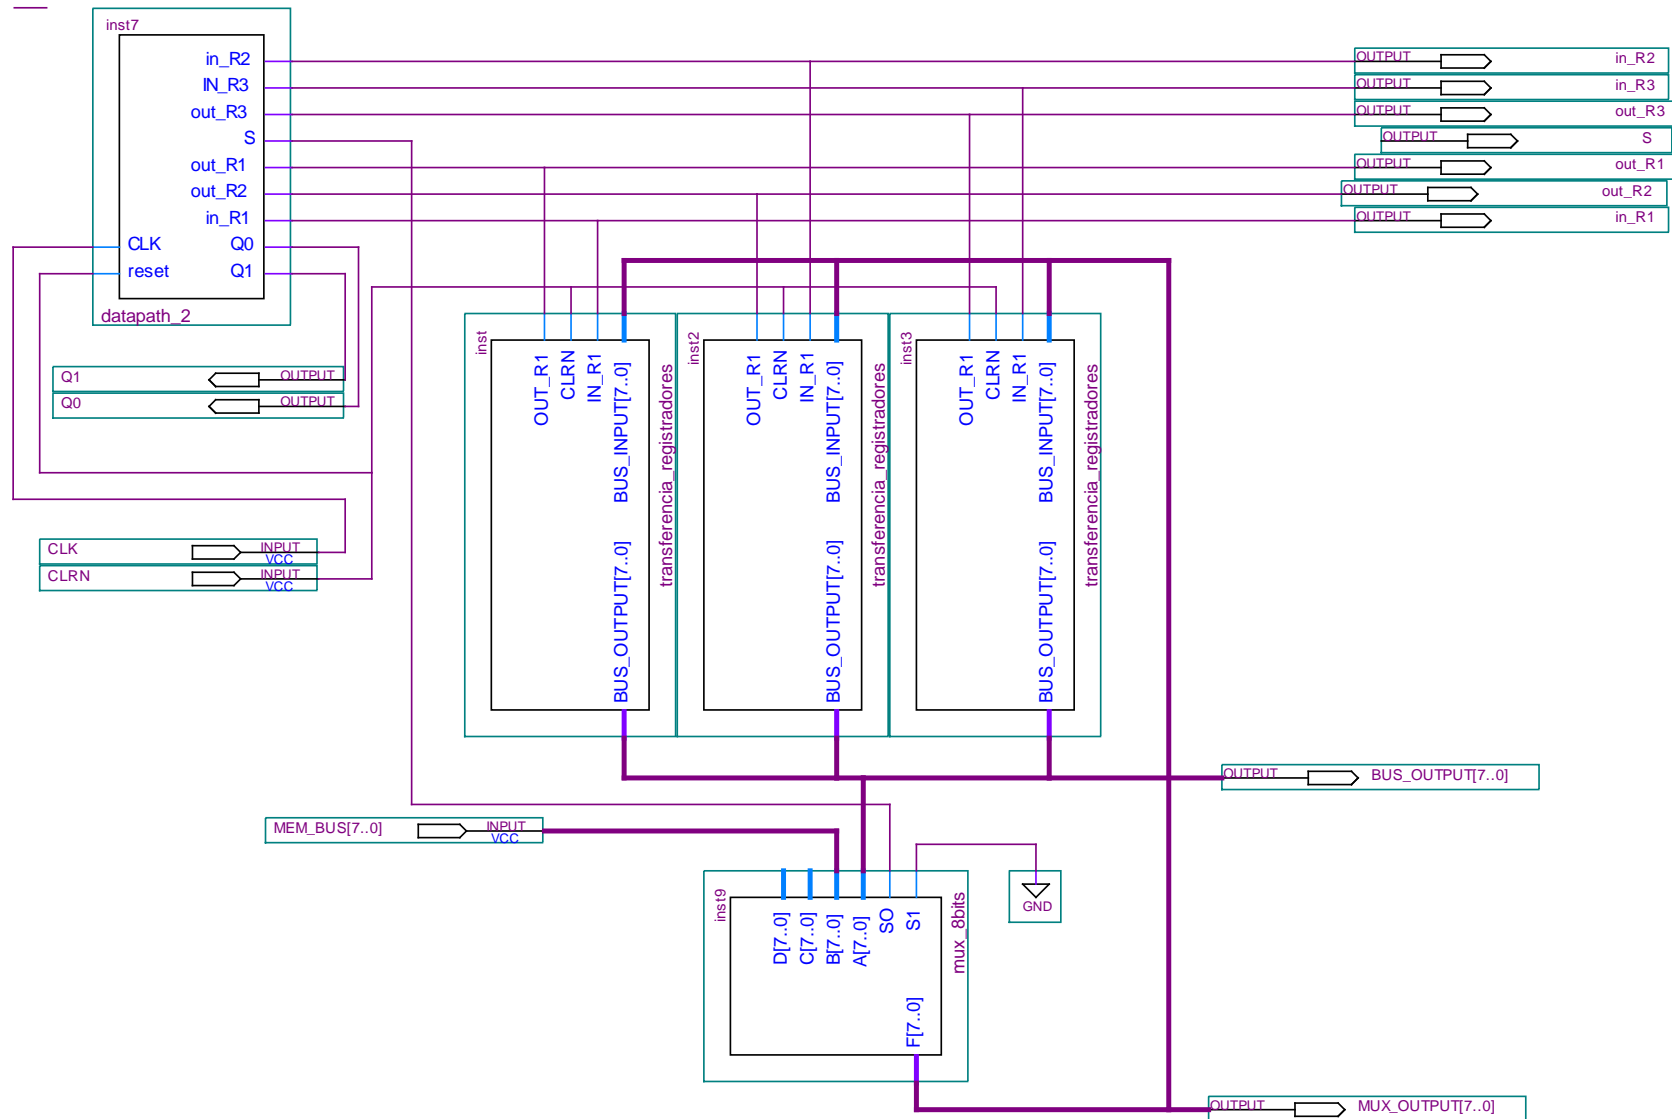 inst7
in_R2
IN_R3
out_R3
S
out_R1
out_R2
in_R1
CLK
Q0
reset
Q1
datapath_2
OUTPUT
in_R2
OUTPUT
in_R3
OUTPUT
out_R3
OUTPUT
S
OUTPUT
out_R1
OUTPUT
out_R2
OUTPUT
in_R1
Q1
OUTPUT
Q0
OUTPUT
CLK
INPUT
VCC
CLRN
INPUT
VCC
inst
OUT_R1
CLRN
IN_R1
BUS_INPUT[7..0]
BUS_OUTPUT[7..0]
transferencia_registradores
inst2
OUT_R1
CLRN
IN_R1
BUS_INPUT[7..0]
BUS_OUTPUT[7..0]
transferencia_registradores
inst3
OUT_R1
CLRN
IN_R1
BUS_INPUT[7..0]
BUS_OUTPUT[7..0]
transferencia_registradores
OUTPUT
BUS_OUTPUT[7..0]
MEM_BUS[7..0]
INPUT
VCC
inst9
D[7..0]
C[7..0]
B[7..0]
A[7..0]
SO
S1
F[7..0]
mux_8bits
GND
OUTPUT
MUX_OUTPUT[7..0]